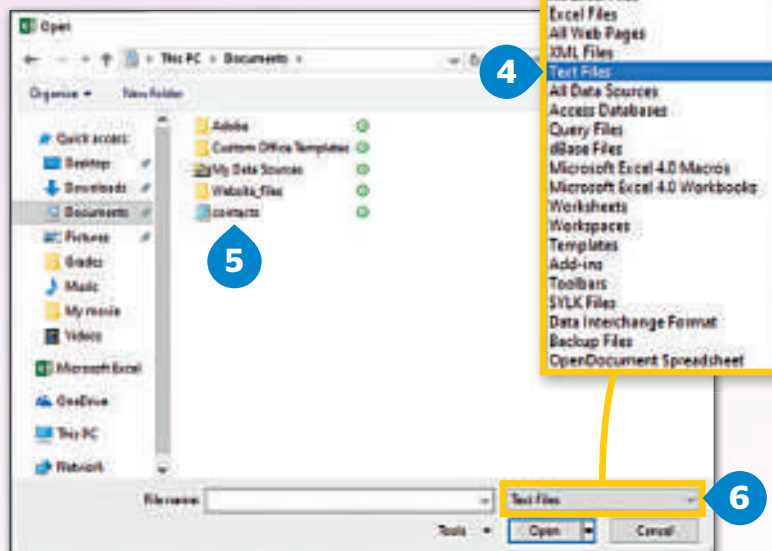 Open
This PC
Documents
Organize
New folder
Quick access
Desktop
Downloads
Documents
Pictures
Grades
Music
My movie
Videos
Microsoft Excel
OneDrive
This PC
Network
Adobe
Custom Office Templates
My Data Sources
Website_files
contacts
5
4
Excel Files
All Web Pages
XML Files
Text Files
All Data Sources
Access Databases
Query Files
dBase Files
Microsoft Excel 4.0 Macros
Microsoft Excel 4.0 Workbooks
Worksheets
Workspaces
Templates
Add-ins
Toolbars
SYLK Files
Data Interchange Format
Backup Files
OpenDocument Spreadsheet
File name:
Text Files
6
Tools
Open
Cancel